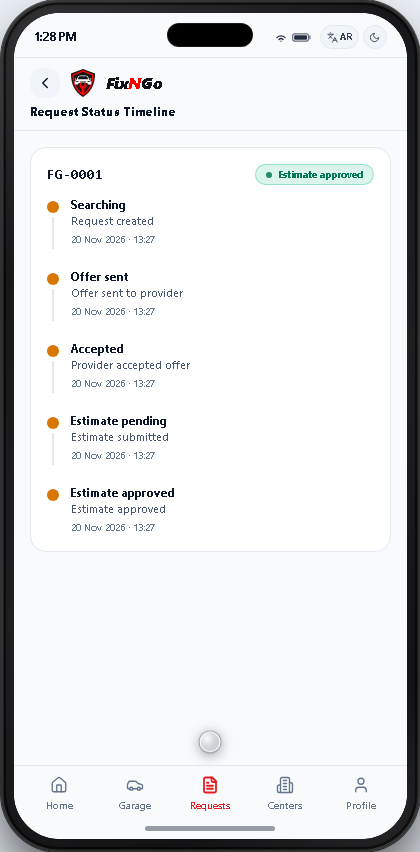 1:28 PM
AR
FixNGo
Request Status Timeline
FG-0001
Estimate approved
Searching
Request created
20 Nov 2026 · 13:27
Offer sent
Offer sent to provider
20 Nov 2026 · 13:27
Accepted
Provider accepted offer
20 Nov 2026 · 13:27
Estimate pending
Estimate submitted
20 Nov 2026 · 13:27
Estimate approved
Estimate approved
20 Nov 2026 · 13:27
Home
Garage
Requests
Centers
Profile